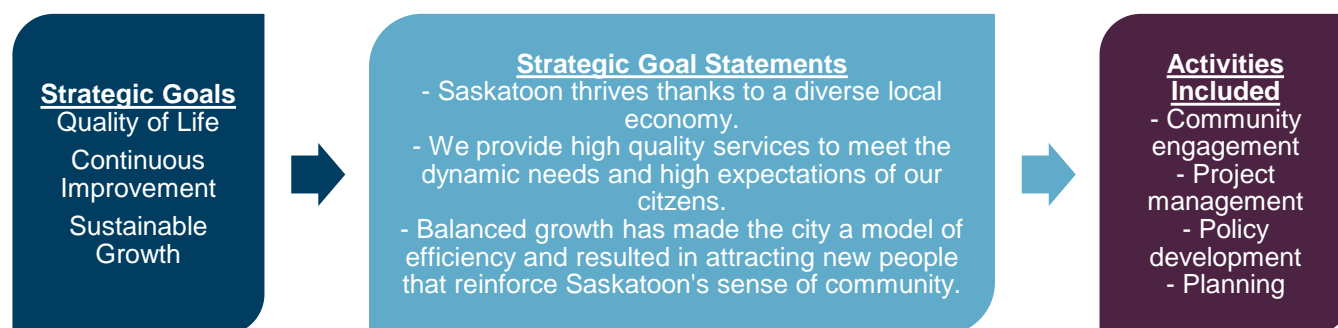 Strategic Goals
Quality of Life
Continuous
Improvement
Sustainable
Growth
Strategic Goal Statements
- Saskatoon thrives thanks to a diverse local
economy.
- We provide high quality services to meet the
dynamic needs and high expectations of our
citzens.
- Balanced growth has made the city a model of
efficiency and resulted in attracting new people
that reinforce Saskatoon's sense of community.
Activities
Included
- Community
engagement
- Project
management
- Policy
development
- Planning